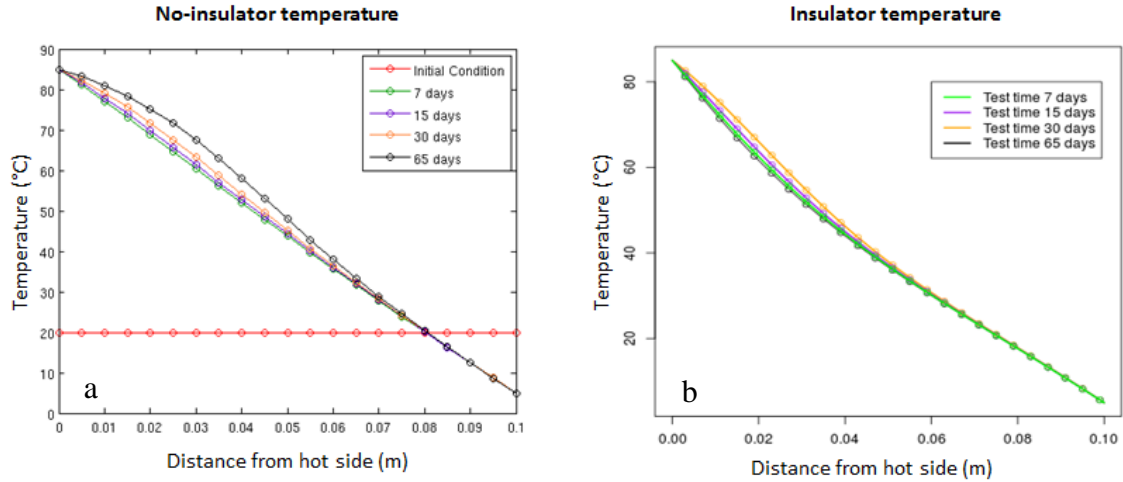 No-insulator temperature
90
80
70
60
50
40
30
20
10
0
Temperature (°C)
Initial Condition
7 days
15 days
30 days
65 days
a
0 0.01 0.02 0.03 0.04 0.05 0.06 0.07 0.08 0.09 0.1
Distance from hot side (m)
Insulator temperature
80
60
40
20
Temperature (°C)
Test time 7 days
Test time 15 days
Test time 30 days
Test time 65 days
b
0.00 0.02 0.04 0.06 0.08 0.10
Distance from hot side (m)